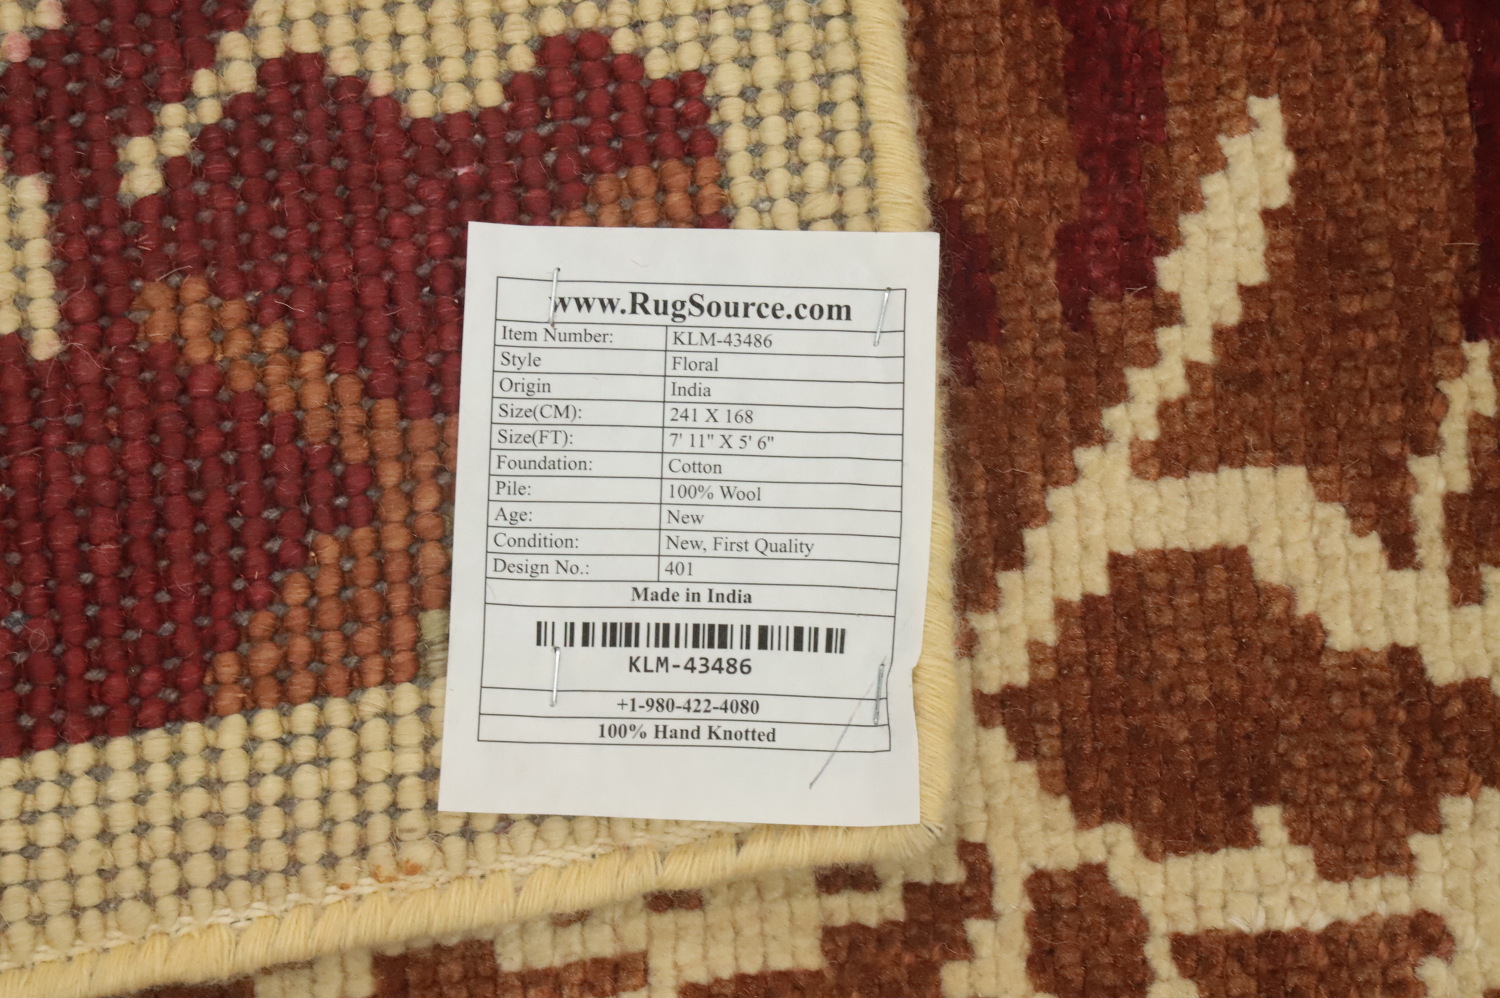 www.RugSource.com
Item Number: KLM-43486
Style Floral
Origin India
Size(CM): 241 X 168
Size(FT): 7' 11" X 5' 6"
Foundation: Cotton
Pile: 100% Wool
Age: New
Condition: New, First Quality
Design No.: 401
Made in India
KLM-43486
+1-980-422-4080
100% Hand Knotted